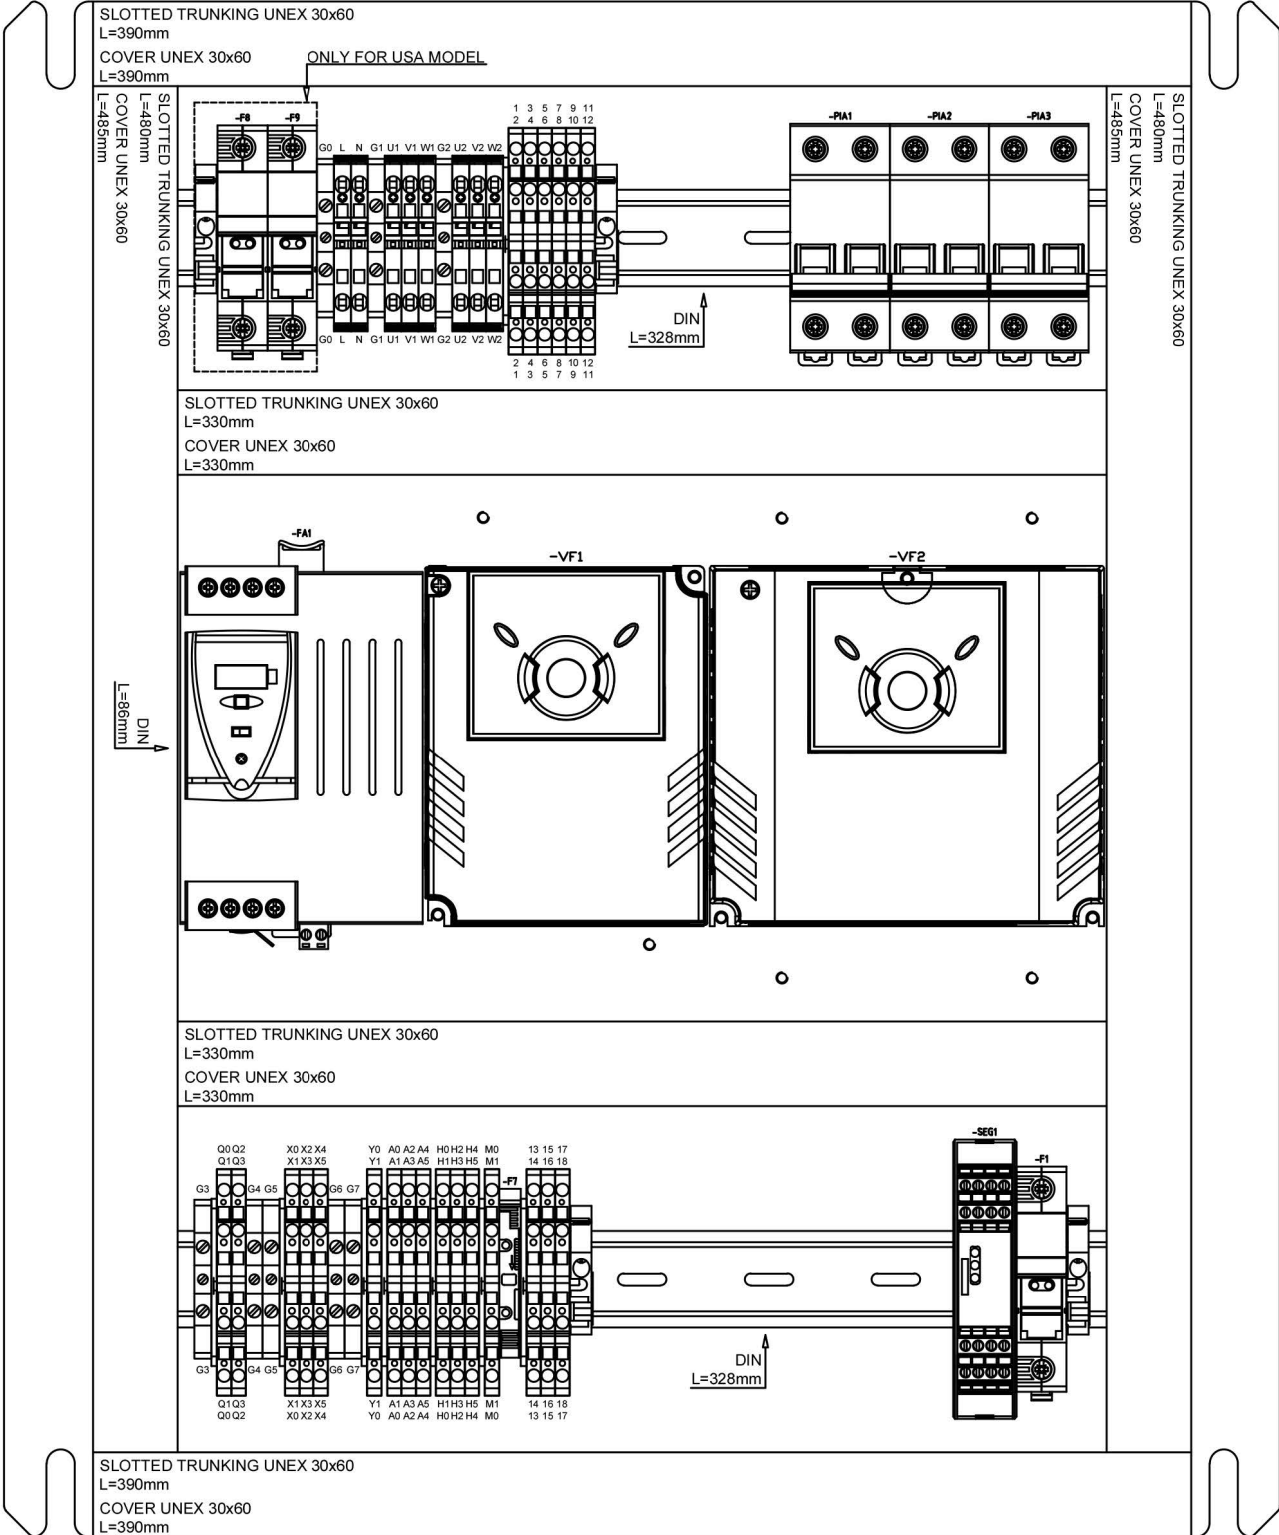 SLOTTED TRUNKING UNEX 30x60
L=390mm
COVER UNEX 30x60
L=390mm
ONLY FOR USA MODEL
SLOTTED TRUNKING UNEX 30x60
L=480mm
COVER UNEX 30x60
L=485mm
-F8 -F9
1 3 5 7 9 11
2 4 6 8 10 12
-PIA1 -PIA2 -PIA3
G0 L N G1 U1 V1 W1 G2 U2 V2 W2
DIN
L=328mm
G0 L N G1 U1 V1 W1 G2 U2 V2 W2
2 4 6 8 10 12
1 3 5 7 9 11
SLOTTED TRUNKING UNEX 30x60
L=480mm
COVER UNEX 30x60
L=485mm
SLOTTED TRUNKING UNEX 30x60
L=330mm
COVER UNEX 30x60
L=330mm
-FA1
-VF1
-VF2
DIN
L=86mm
SLOTTED TRUNKING UNEX 30x60
L=330mm
COVER UNEX 30x60
L=330mm
-SEG1
Q0 Q2 X0 X2 X4 Y0 A0 A2 A4 H0 H2 H4 M0 13 15 17
Q1 Q3 X1 X3 X5 Y1 A1 A3 A5 H1 H3 H5 M1 14 16 18
-F1
-F7
G3 G4 G5 G6 G7
DIN
L=328mm
G3 G4 G5 G6 G7
Q1 Q3 X1 X3 X5 Y1 A1 A3 A5 H1 H3 H5 M1 14 16 18
Q0 Q2 X0 X2 X4 Y0 A0 A2 A4 H0 H2 H4 M0 13 15 17
SLOTTED TRUNKING UNEX 30x60
L=390mm
COVER UNEX 30x60
L=390mm